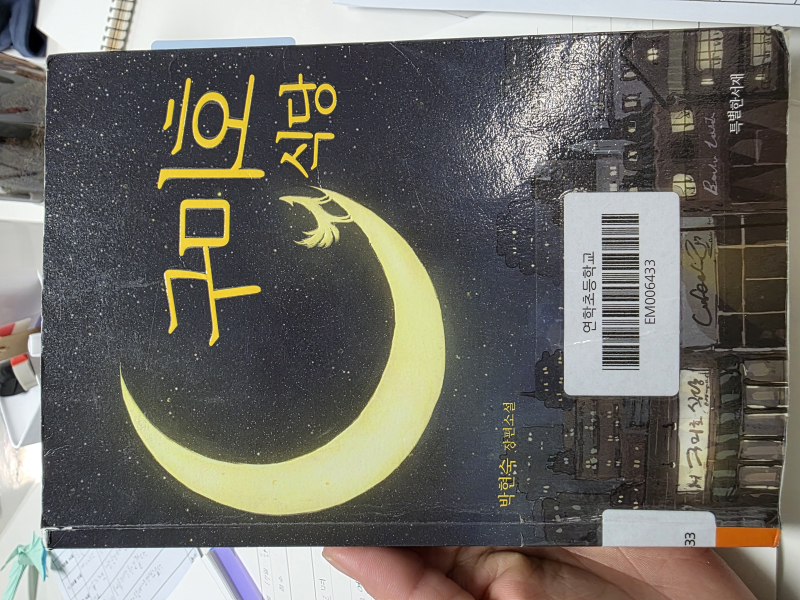 구미호
식당
박현숙 장편소설
연학초등학교
EM006433
구미호 식당
특별한서재
33